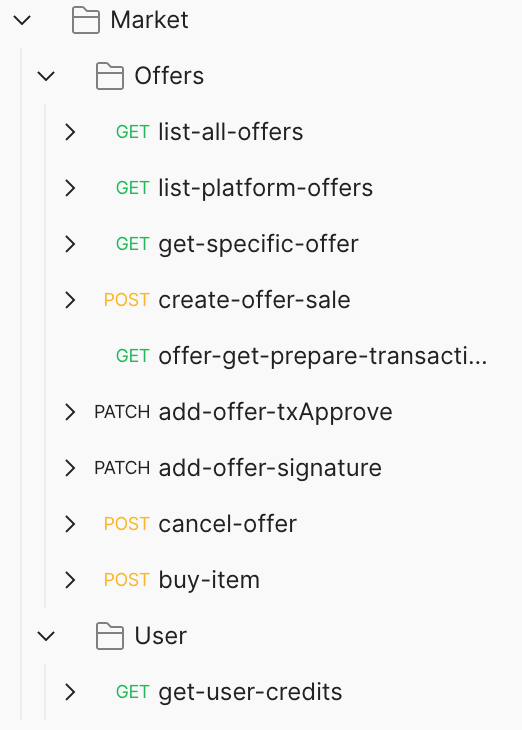 Market
Offers
GET list-all-offers
GET list-platform-offers
GET get-specific-offer
POST create-offer-sale
GET offer-get-prepare-transacti...
PATCH add-offer-txApprove
PATCH add-offer-signature
POST cancel-offer
POST buy-item
User
GET get-user-credits